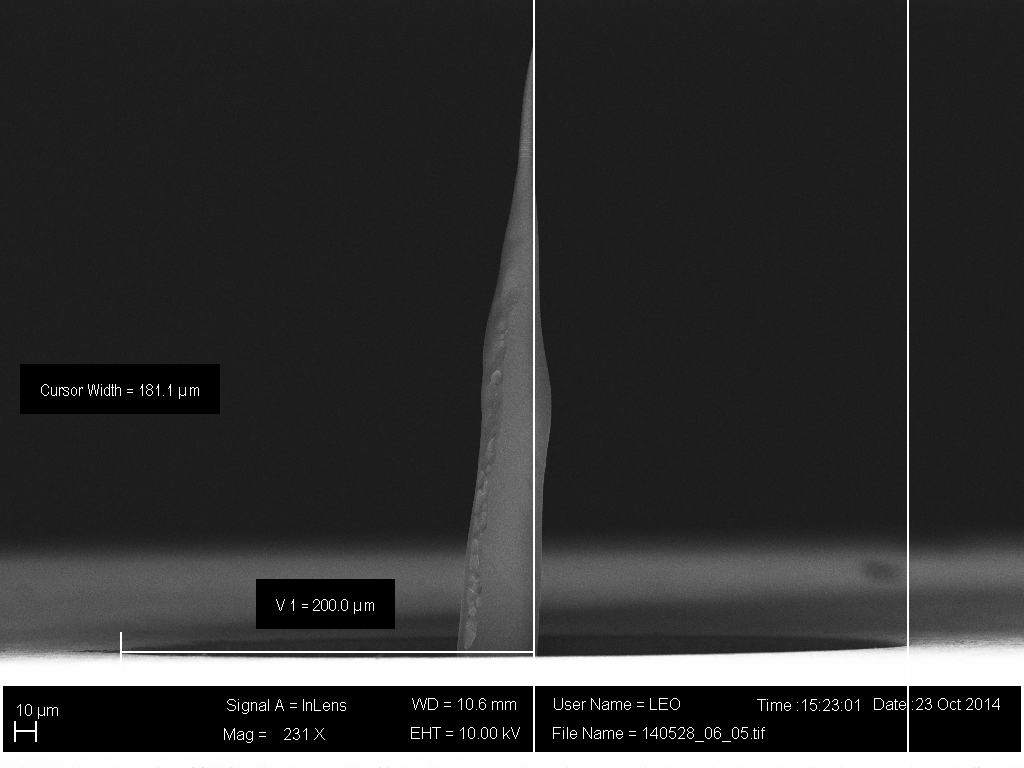 Cursor Width = 181.1 µm
V 1 = 200.0 µm
10 µm
Signal A = InLens
WD = 10.6 mm
User Name = LEO
Time :15:23:01
Date :23 Oct 2014
Mag = 231 X
EHT = 10.00 kV
File Name = 140528_06_05.tif